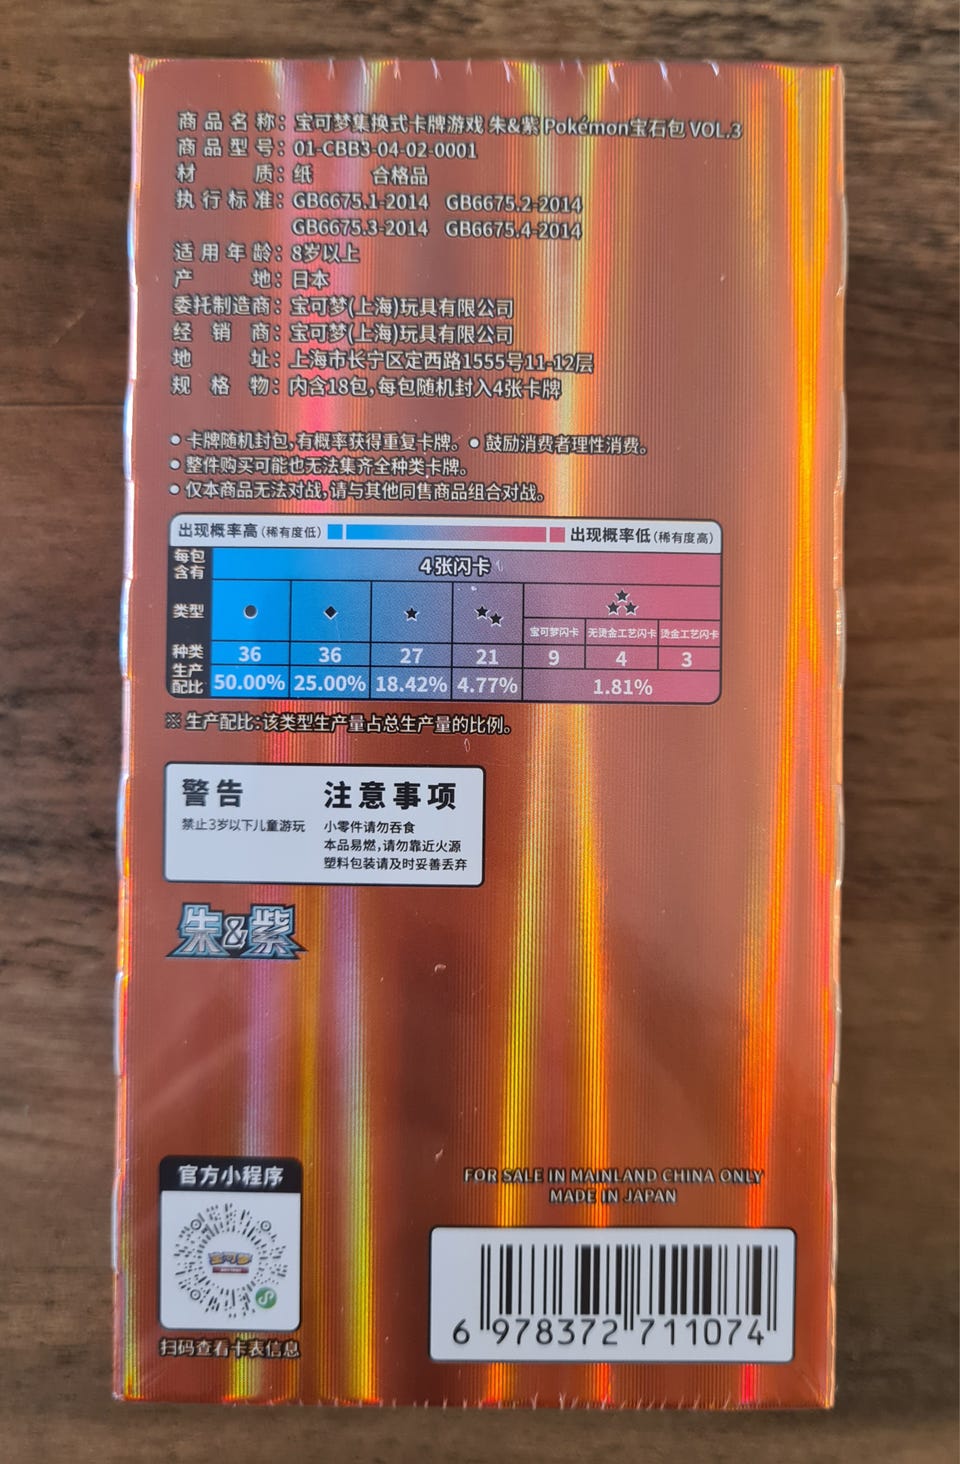 商品名称：宝可梦集换式卡牌游戏 朱&紫 Pokémon宝石包 VOL.3
商品型号：01-CBB3-04-02-0001
材质：纸 合格品
执行标准：GB6675.1-2014 GB6675.2-2014
GB6675.3-2014 GB6675.4-2014
适用年龄：8岁以上
产地：日本
委托制造商：宝可梦(上海)玩具有限公司
经销商：宝可梦(上海)玩具有限公司
地址：上海市长宁区定西路1555号11-12层
规格物：内含18包,每包随机封入4张卡牌
●卡牌随机封包,有概率获得重复卡牌。 ●鼓励消费者理性消费。
●整件购买可能也无法集齐全种类卡牌。
●仅本商品无法对战,请与其他同售商品组合对战。
出现概率高(稀有度低) 出现概率低(稀有度高)
每包含有 4张闪卡
类型 ● ◆ ★ ★★ ★★★
宝可梦闪卡 无烫金工艺闪卡 烫金工艺闪卡
种类 36 36 27 21 9 4 3
生产配比 50.00% 25.00% 18.42% 4.77% 1.81%
※ 生产配比:该类型生产量占总生产量的比例。
警告 注意事项
禁止3岁以下儿童游玩 小零件请勿吞食
本品易燃,请勿靠近火源
塑料包装请及时妥善丢弃
朱&紫
官方小程序
宝可梦
扫码查看卡表信息
FOR SALE IN MAINLAND CHINA ONLY
MADE IN JAPAN
6 978372 711074